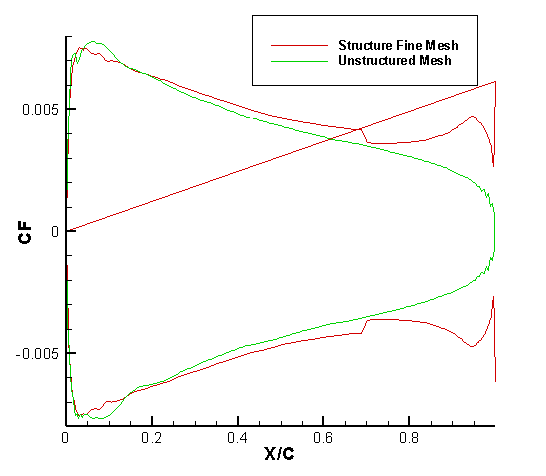 Structure Fine Mesh
Unstructured Mesh
0.005
0
-0.005
CF
0 0.2 0.4 0.6 0.8
X/C